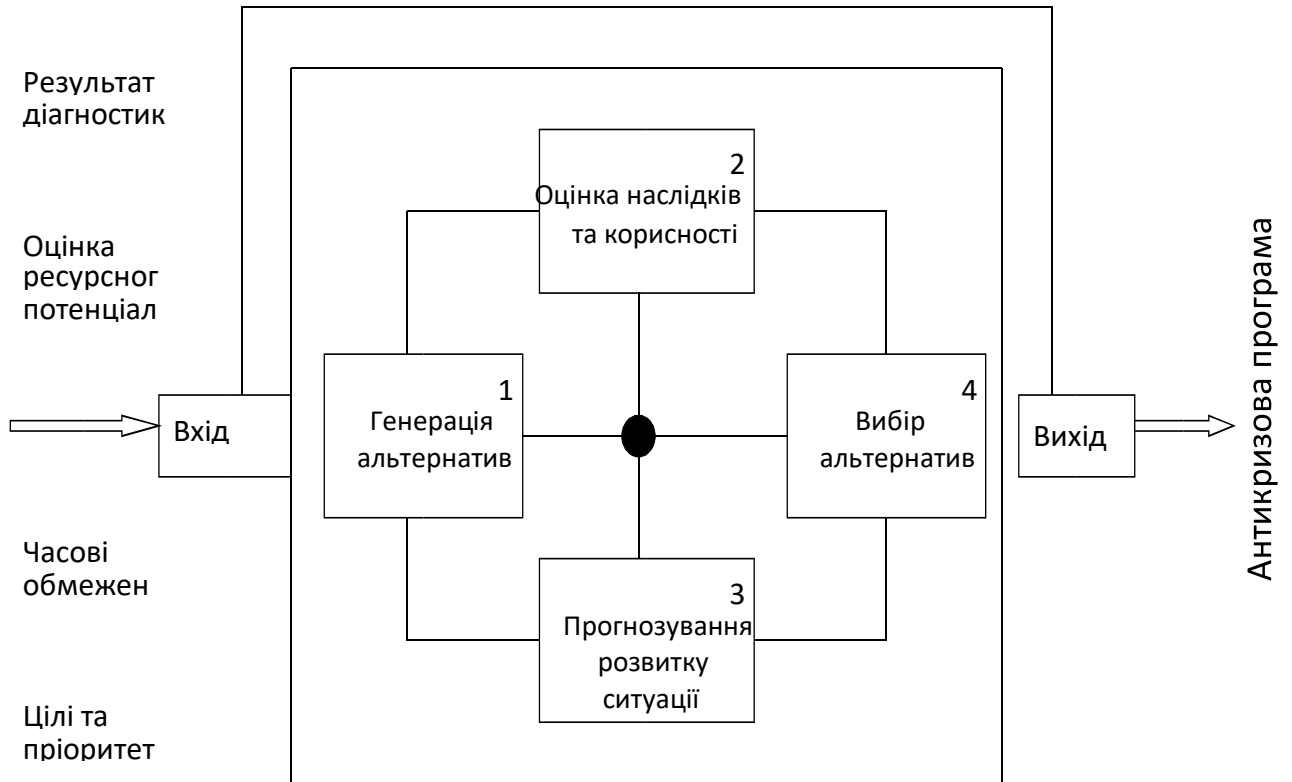 Результат
діагностик
Оцінка
ресурсног
потенціал
Часові
обмежен
Цілі та
пріоритет
Вхід
1
Генерація
альтернатив
2
Оцінка наслідків
та корисності
3
Прогнозування
розвитку
ситуації
4
Вибір
альтернатив
Вихід
Антикризова програма